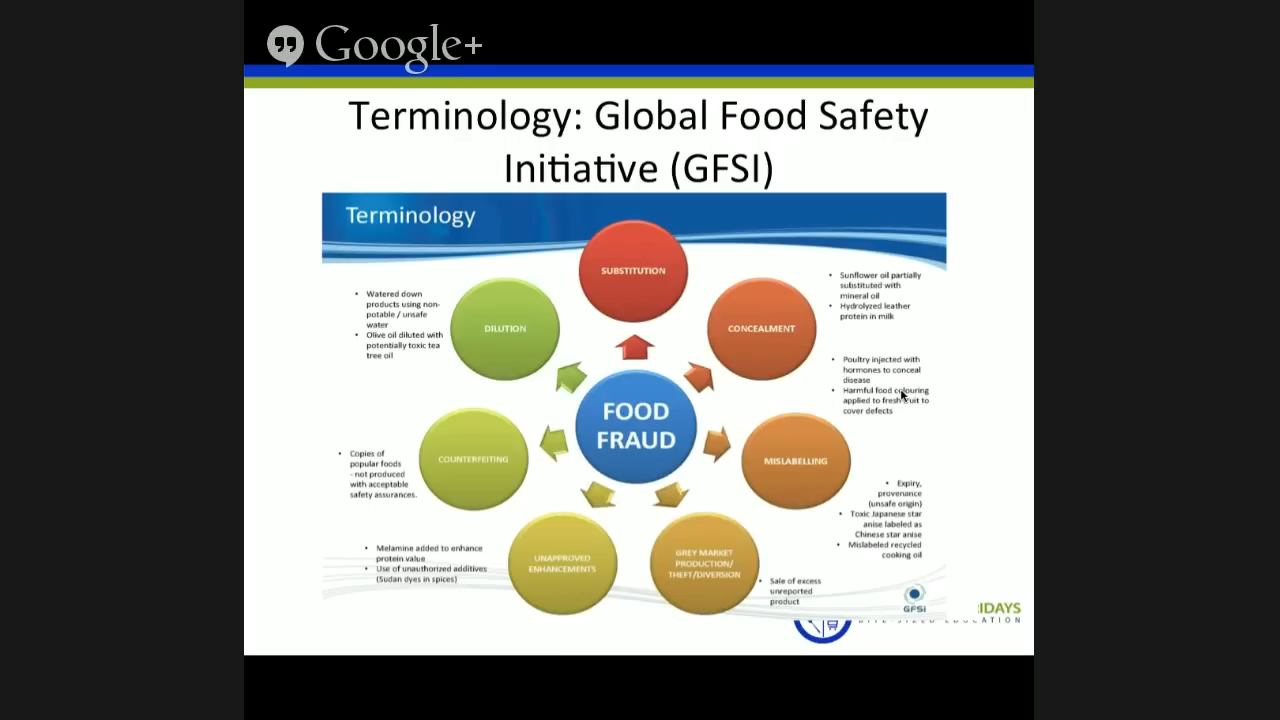 Google+
Terminology: Global Food Safety
Initiative (GFSI)
Terminology
SUBSTITUTION
• Sunflower oil partially
substituted with
mineral oil
• Hydrolyzed leather
protein in milk
CONCEALMENT
• Poultry injected with
hormones to conceal
disease
• Harmful food colouring
applied to fresh fruit to
cover defects
MISLABELLING
• Expiry,
provenance
(unsafe origin)
• Toxic Japanese star
anise labeled as
Chinese star anise
• Mislabeled recycled
cooking oil
GREY MARKET
PRODUCTION/
THEFT/DIVERSION
• Sale of excess
unreported
product
UNAPPROVED
ENHANCEMENTS
• Melamine added to enhance
protein value
• Use of unauthorized additives
(Sudan dyes in spices)
COUNTERFEITING
• Copies of
popular foods
- not produced
with acceptable
safety assurances.
DILUTION
• Watered down
products using non-
potable / unsafe
water
• Olive oil diluted with
potentially toxic tea
tree oil
FOOD
FRAUD
GFSI
IDAYS